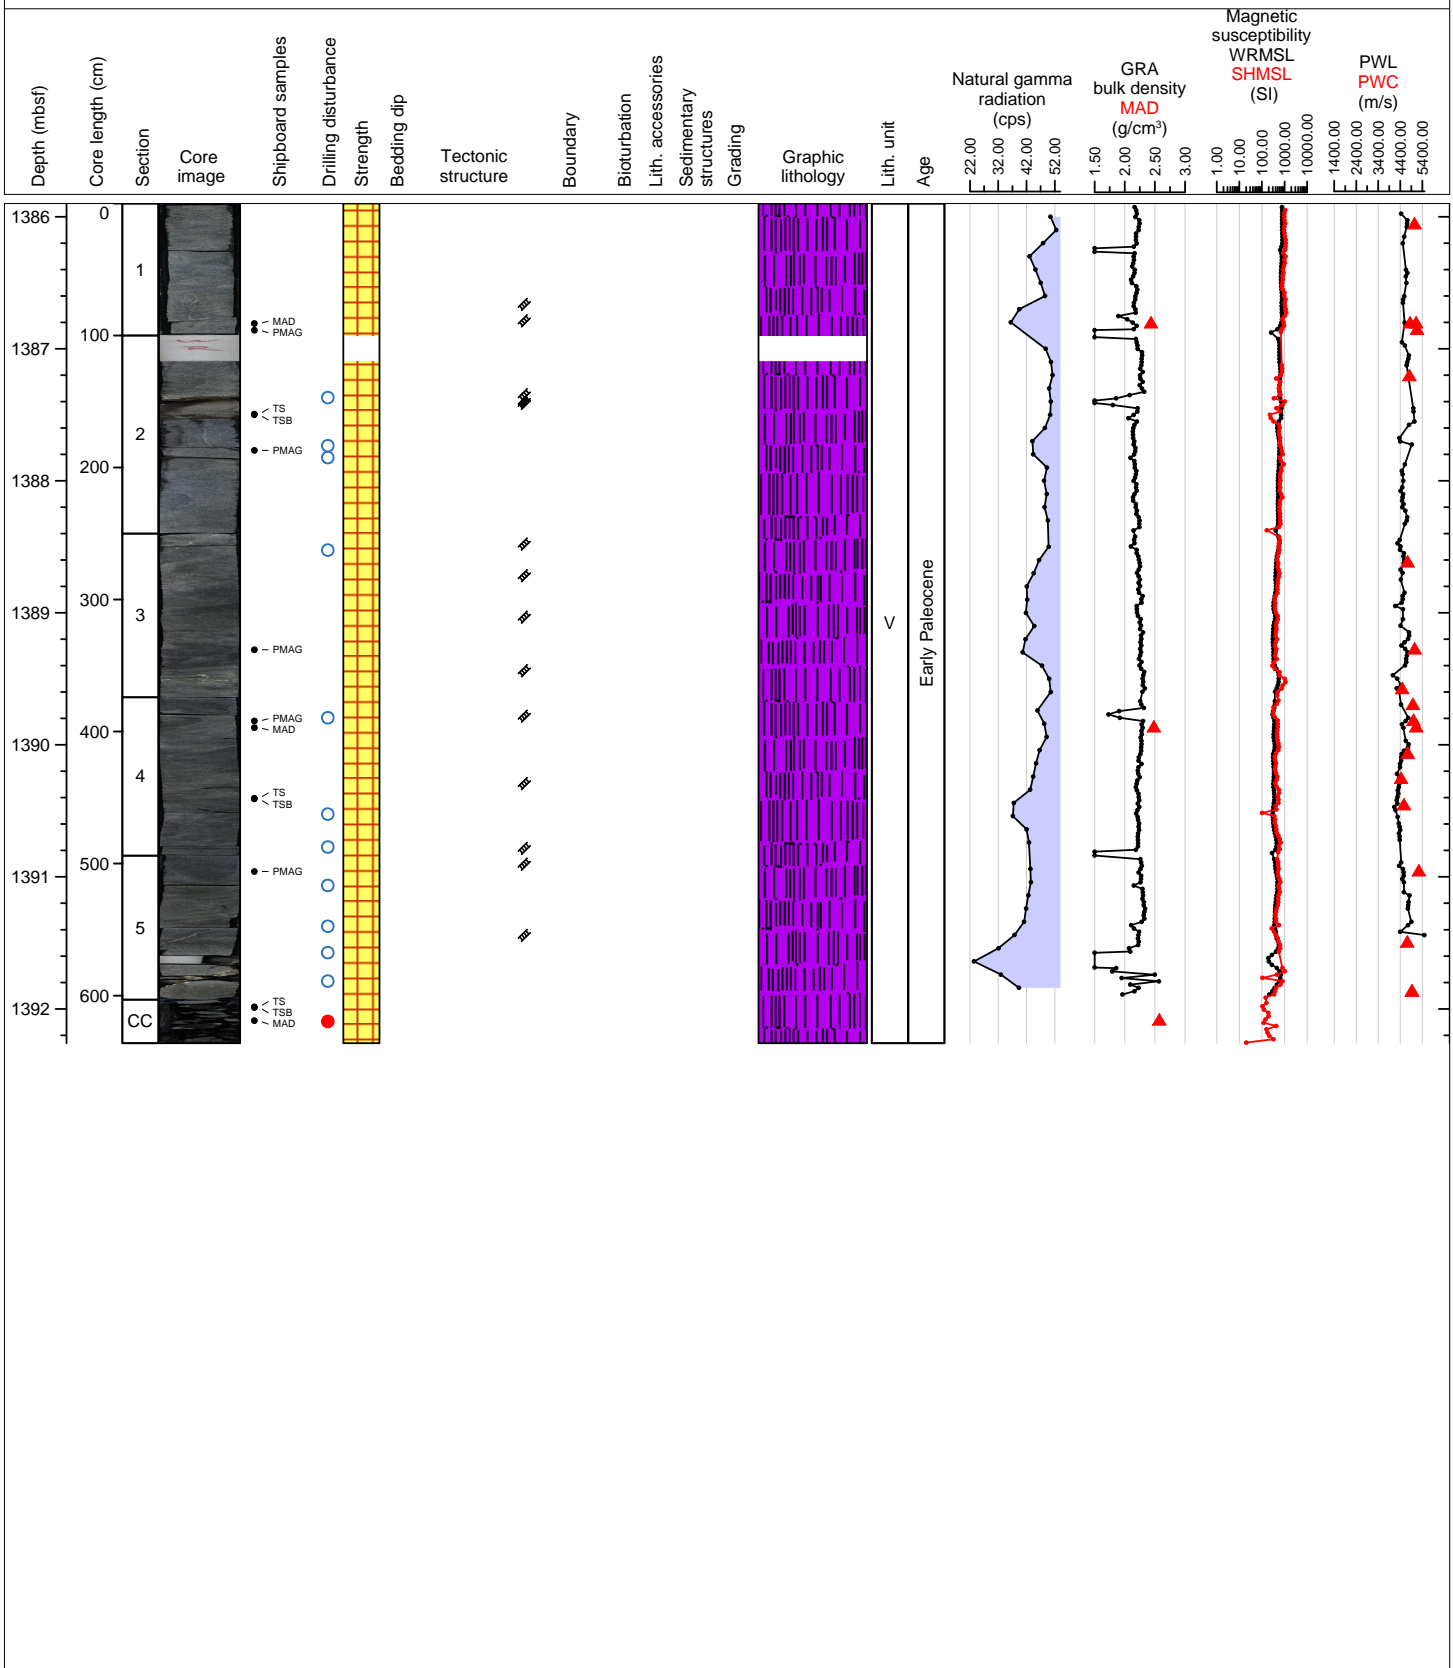 Depth (mbsf)
Core length (cm)
Section
Core
image
Shipboard samples
Drilling disturbance
Strength
Bedding dip
Tectonic
structure
Boundary
Bioturbation
Lith. accessories
Sedimentary
structures
Grading
Graphic
lithology
Lith. unit
Age
Natural gamma
radiation
(cps)
22.00
32.00
42.00
52.00
GRA
bulk density
MAD
(g/cm³)
1.50
2.00
2.50
3.00
Magnetic
susceptibility
WRMSL
SHMSL
(SI)
1.00
10.00
100.00
1000.00
10000.00
PWL
PWC
(m/s)
1400.00
2400.00
3400.00
4400.00
5400.00
1386
1387
1388
1389
1390
1391
1392
0
100
200
300
400
500
600
1
2
3
4
5
CC
MAD
PMAG
TS
TSB
PMAG
PMAG
PMAG
MAD
TS
TSB
PMAG
TS
TSB
MAD
V
Early Paleocene